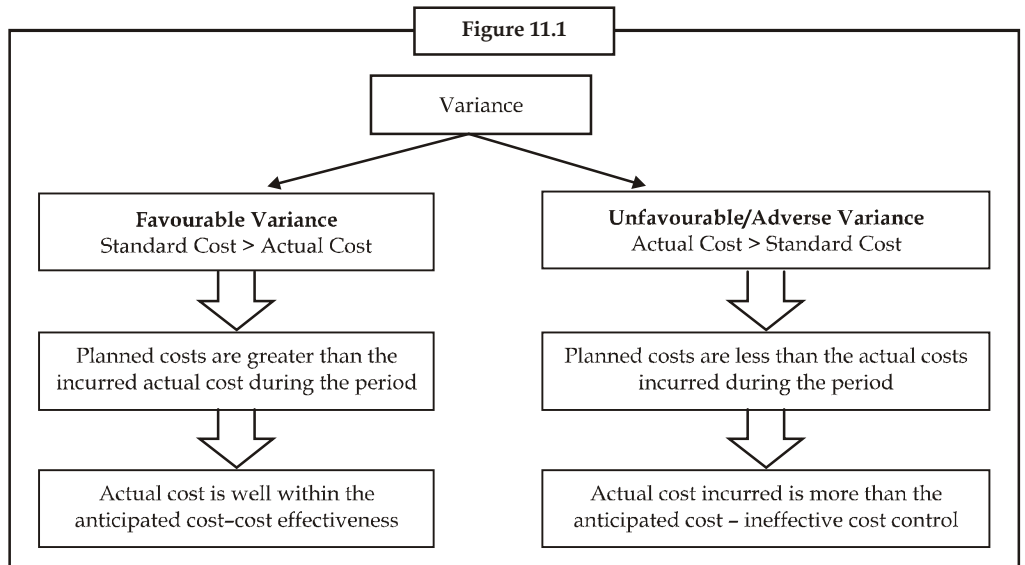 Figure 11.1
Variance
Favourable Variance
Standard Cost > Actual Cost
Planned costs are greater than the
incurred actual cost during the period
Actual cost is well within the
anticipated cost–cost effectiveness
Unfavourable/Adverse Variance
Actual Cost > Standard Cost
Planned costs are less than the actual costs
incurred during the period
Actual cost incurred is more than the
anticipated cost – ineffective cost control